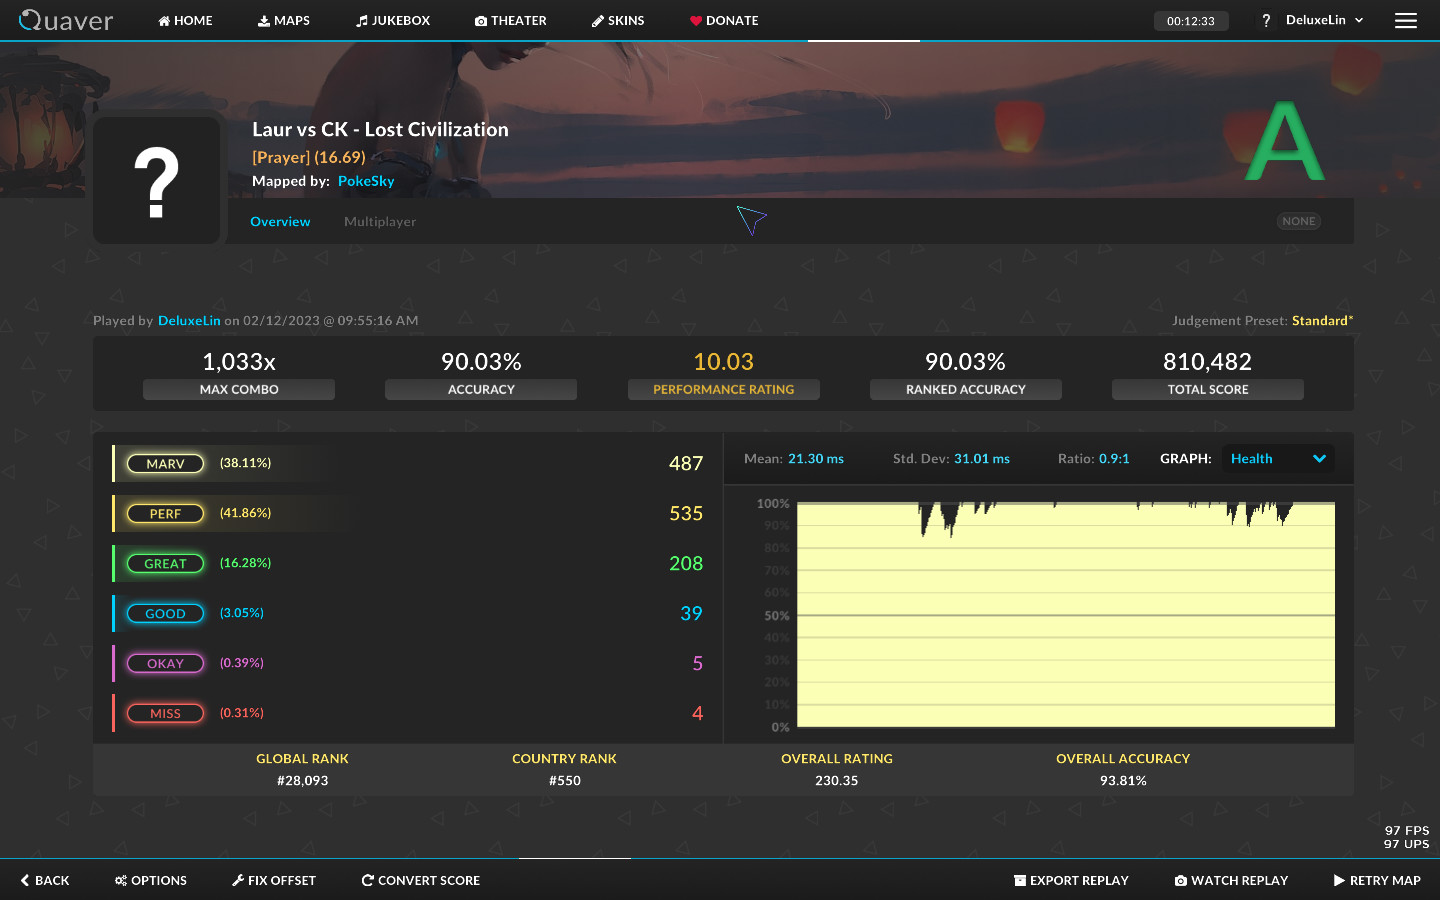 Quaver HOME MAPS JUKEBOX THEATER SKINS DONATE 00:12:33 ? DeluxeLin
Laur vs CK - Lost Civilization
[Prayer] (16.69)
Mapped by: PokeSky
A
?
Overview Multiplayer NONE
Played by DeluxeLin on 02/12/2023 @ 09:55:16 AM Judgement Preset: Standard*
1,033x 90.03% 10.03 90.03% 810,482
MAX COMBO ACCURACY PERFORMANCE RATING RANKED ACCURACY TOTAL SCORE
MARV (38.11%) 487
PERF (41.86%) 535
GREAT (16.28%) 208
GOOD (3.05%) 39
OKAY (0.39%) 5
MISS (0.31%) 4
Mean: 21.30 ms Std. Dev: 31.01 ms Ratio: 0.9:1 GRAPH: Health
100%
90%
80%
70%
60%
50%
40%
30%
20%
10%
0%
GLOBAL RANK COUNTRY RANK OVERALL RATING OVERALL ACCURACY
#28,093 #550 230.35 93.81%
97 FPS
97 UPS
BACK OPTIONS FIX OFFSET CONVERT SCORE EXPORT REPLAY WATCH REPLAY RETRY MAP